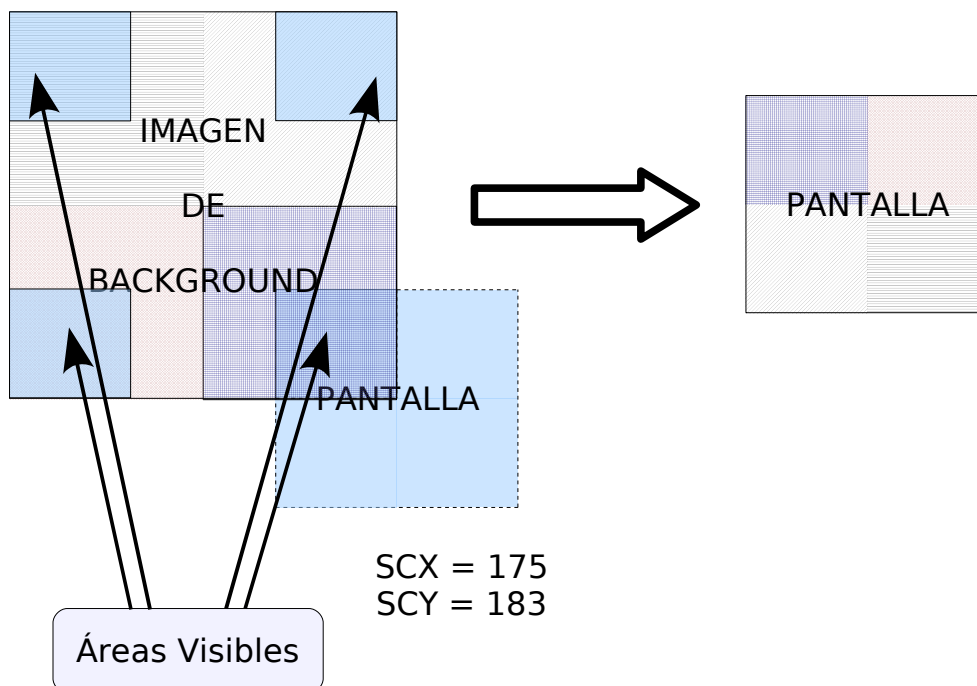 IMAGEN
DE
BACKGROUND
PANTALLA
PANTALLA
SCX = 175
SCY = 183
Áreas Visibles